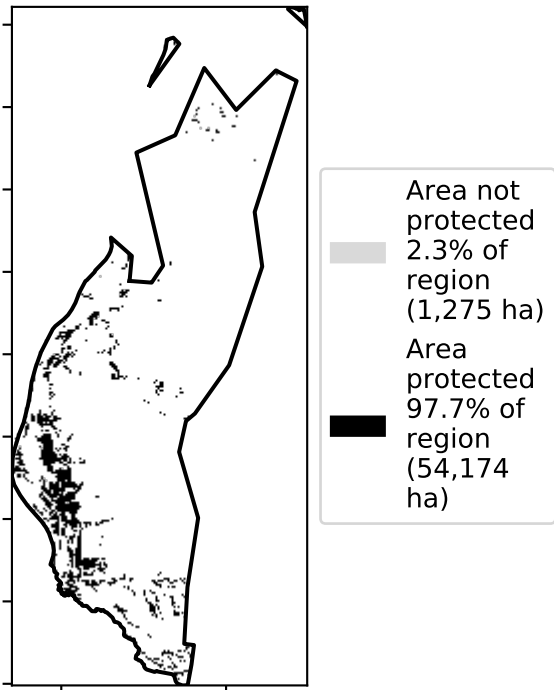 Area not
protected
2.3% of
region
(1,275 ha)
Area
protected
97.7% of
region
(54,174
ha)